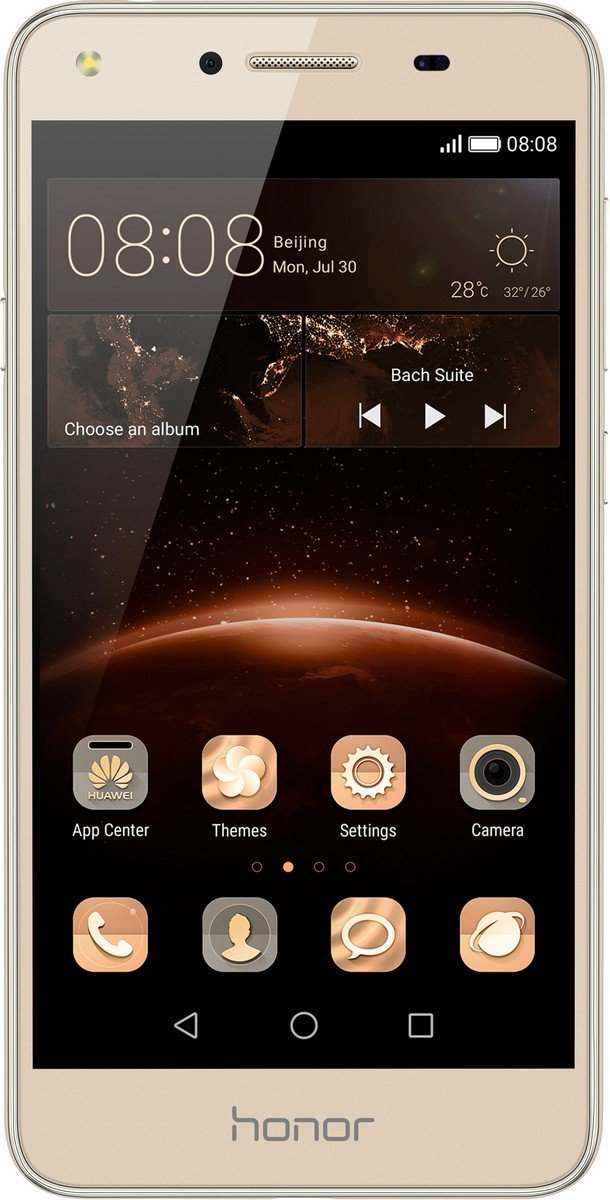 08:08
08:08
Beijing
Mon, Jul 30
28°c 32°/26°
Choose an album
Bach Suite
HUAWEI
App Center
Themes
Settings
Camera
honor